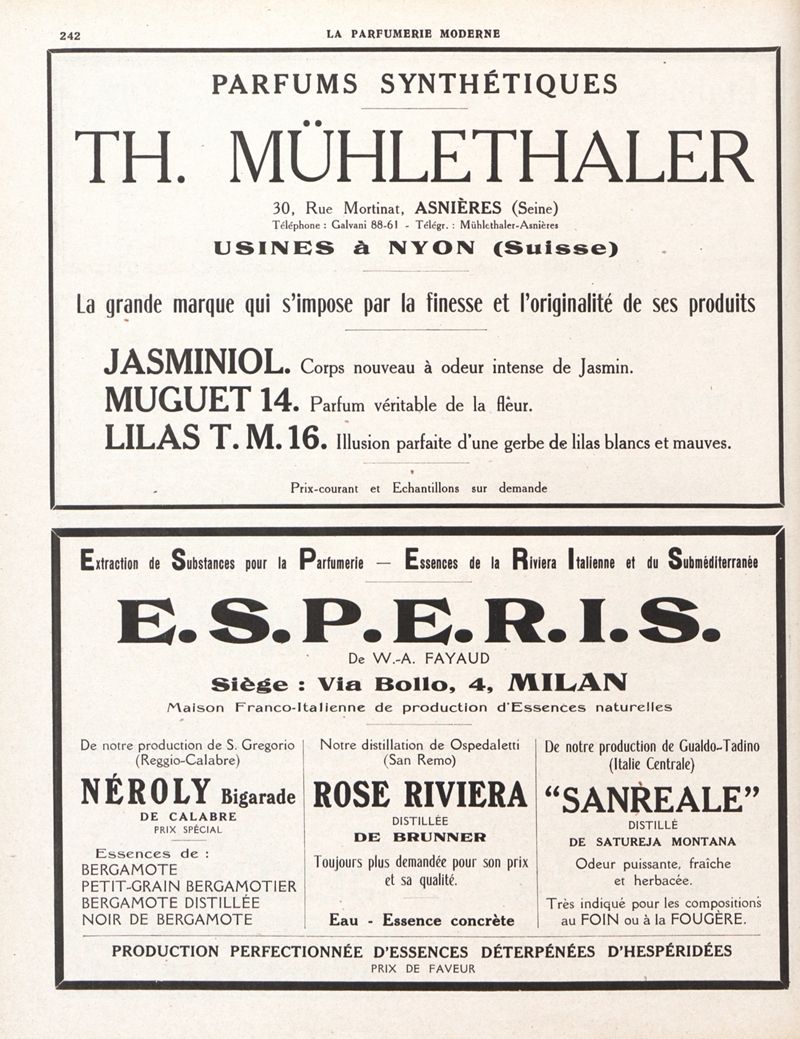 242
LA PARFUMERIE MODERNE
PARFUMS SYNTHÉTIQUES
TH. MÜHLETHALER
30, Rue Mortinat, ASNIÈRES (Seine)
Téléphone : Galvani 88-61 - Télégr. : Mühlethaler-Asnières
USINES à NYON (Suisse)
La grande marque qui s'impose par la finesse et l'originalité de ses produits
JASMINIOL. Corps nouveau à odeur intense de Jasmin.
MUGUET 14. Parfum véritable de la fleur.
LILAS T. M. 16. Illusion parfaite d'une gerbe de lilas blancs et mauves.
Prix-courant et Echantillons sur demande
Extraction de Substances pour la Parfumerie — Essences de la Riviera Italienne et du Subméditerranée
E.S.P.E.R.I.S.
De W.-A. FAYAUD
Siège : Via Bollo, 4, MILAN
Maison Franco-Italienne de production d'Essences naturelles
De notre production de S. Gregorio
(Reggio-Calabre)
NÉROLY Bigarade
DE CALABRE
PRIX SPÉCIAL
Essences de :
BERGAMOTE
PETIT-GRAIN BERGAMOTIER
BERGAMOTE DISTILLÉE
NOIR DE BERGAMOTE
Notre distillation de Ospedaletti
(San Remo)
ROSE RIVIERA
DISTILLÉE
DE BRUNNER
Toujours plus demandée pour son prix
et sa qualité.
Eau - Essence concrète
De notre production de Gualdo-Tadino
(Italie Centrale)
"SANREALE"
DISTILLÉ
DE SATUREJA MONTANA
Odeur puissante, fraîche
et herbacée.
Très indiqué pour les compositions
au FOIN ou à la FOUGÈRE.
PRODUCTION PERFECTIONNÉE D'ESSENCES DÉTERPÉNÉES D'HESPÉRIDÉES
PRIX DE FAVEUR